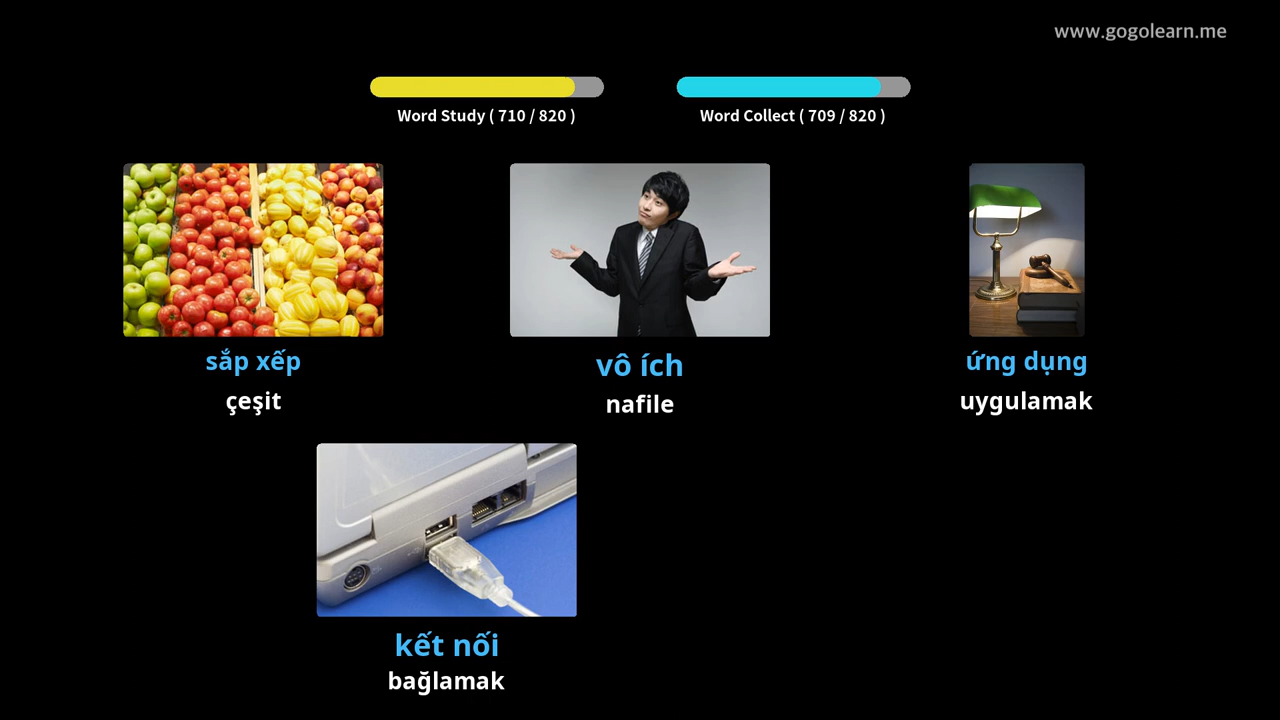 www.gogolearn.me
Word Study ( 710 / 820 )
Word Collect ( 709 / 820 )
sắp xếp
çeşit
vô ích
nafile
ứng dụng
uygulamak
kết nối
bağlamak